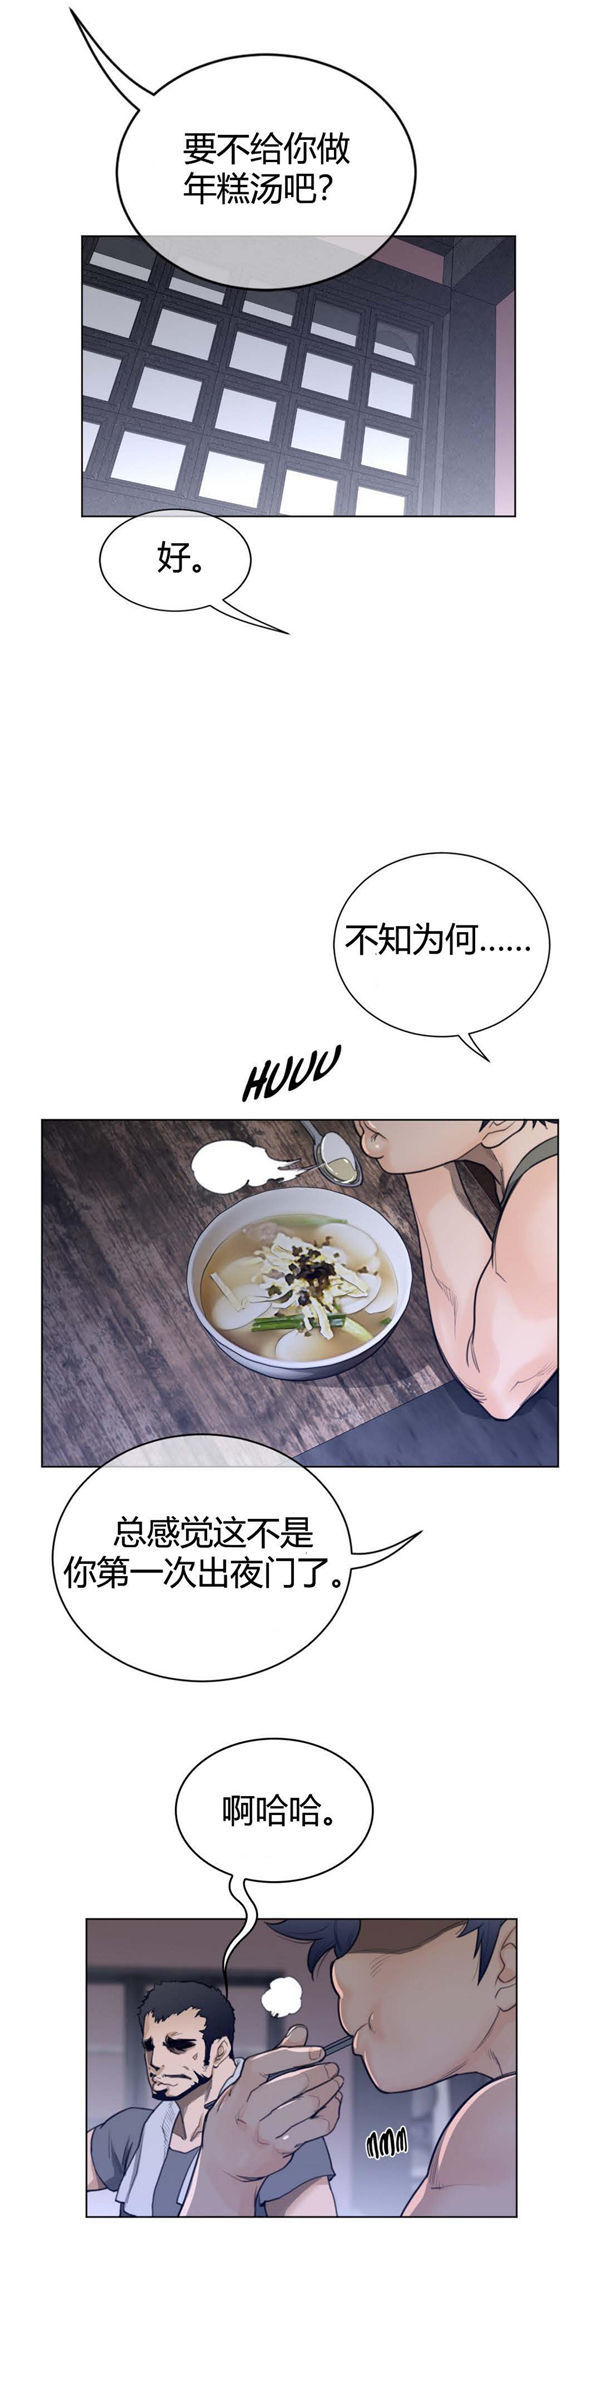 要不给你做
年糕汤吧？
好。
不知为何……
HUUU
总感觉这不是
你第一次出夜门了。
啊哈哈。
MMM